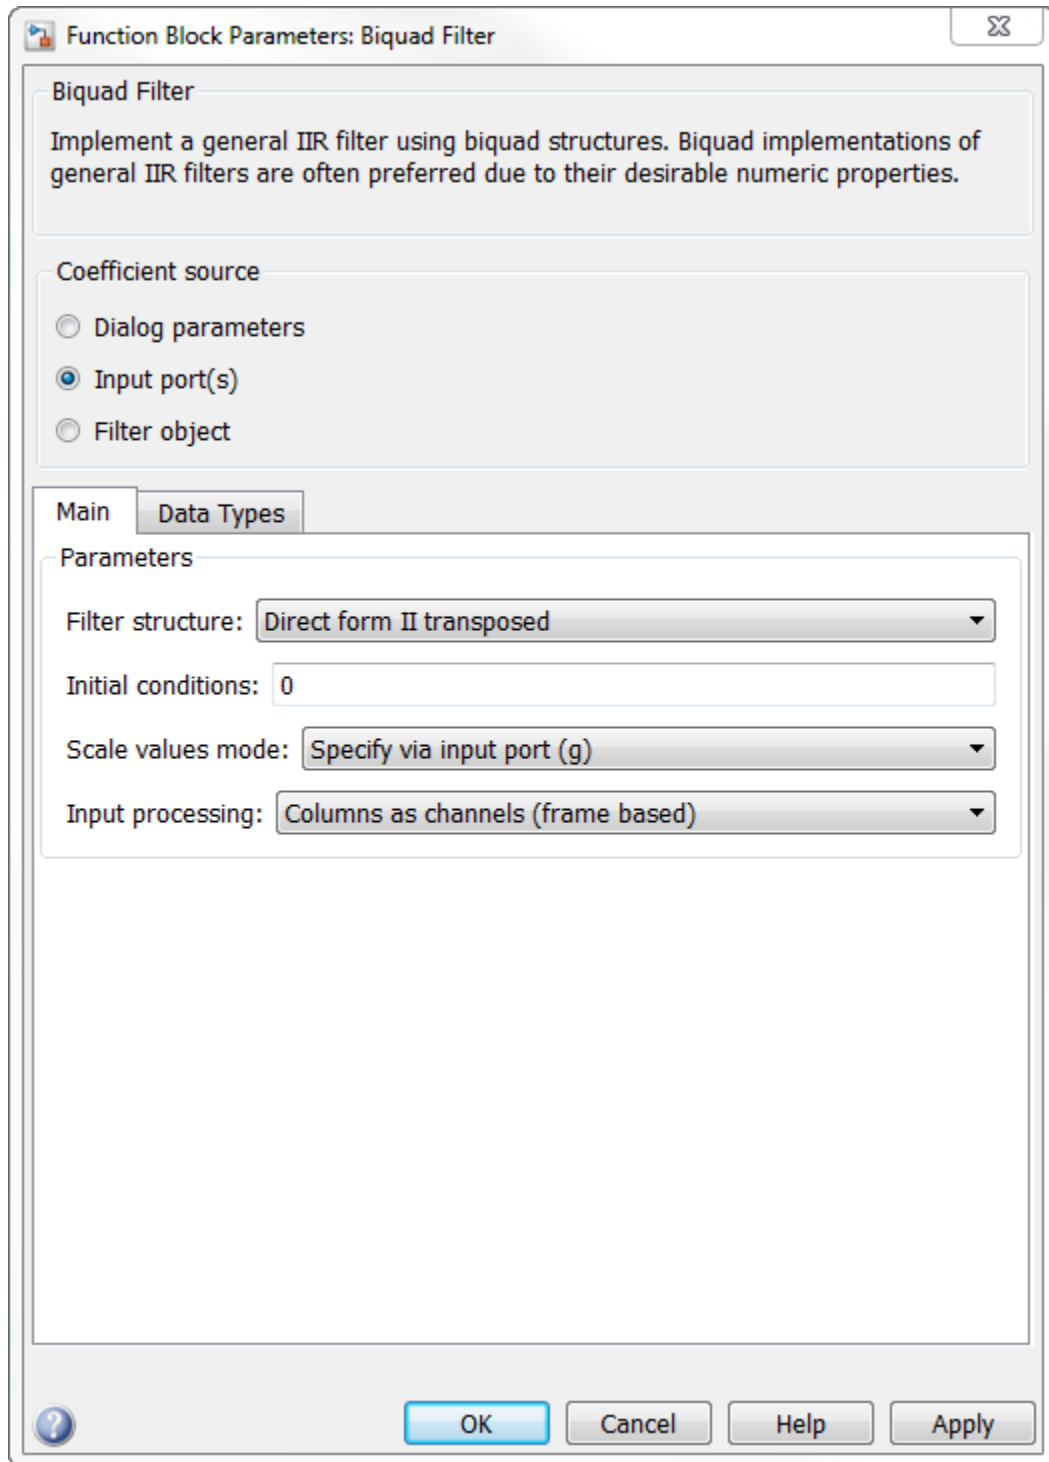 Function Block Parameters: Biquad Filter
Biquad Filter
Implement a general IIR filter using biquad structures. Biquad implementations of
general IIR filters are often preferred due to their desirable numeric properties.
Coefficient source
Dialog parameters
Input port(s)
Filter object
Main Data Types
Parameters
Filter structure: Direct form II transposed
Initial conditions: 0
Scale values mode: Specify via input port (g)
Input processing: Columns as channels (frame based)
? OK Cancel Help Apply